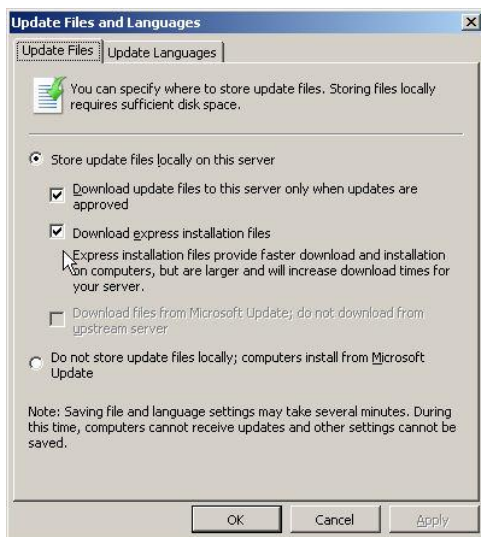 Update Files and Languages
Update Files
Update Languages
You can specify where to store update files. Storing files locally
requires sufficient disk space.
Store update files locally on this server
Download update files to this server only when updates are
approved
Download express installation files
Express installation files provide faster download and installation
on computers, but are larger and will increase download times for
your server.
Download files from Microsoft Update; do not download from
upstream server
Do not store update files locally; computers install from Microsoft
Update
Note: Saving file and language settings may take several minutes. During
this time, computers cannot receive updates and other settings cannot be
saved.
OK
Cancel
Apply